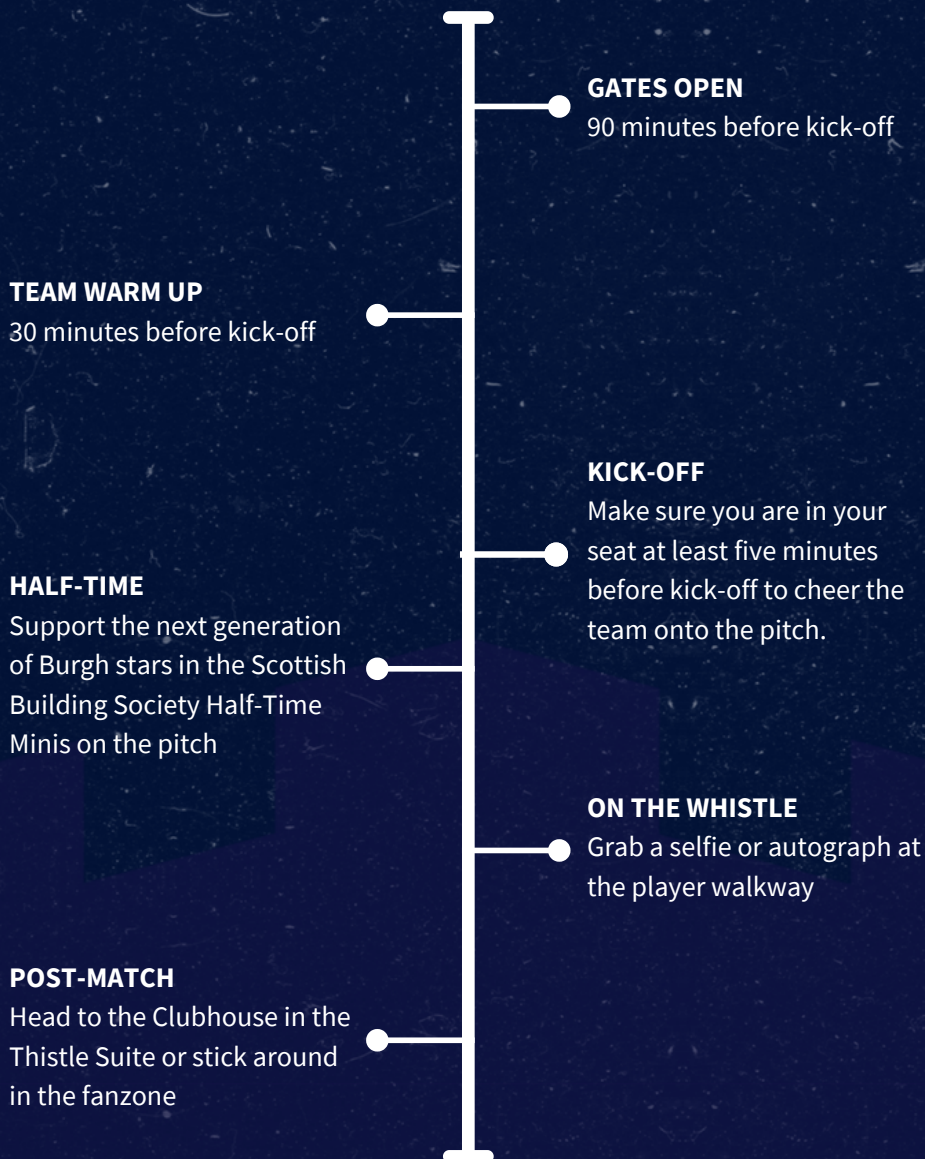 GATES OPEN
90 minutes before kick-off
TEAM WARM UP
30 minutes before kick-off
KICK-OFF
Make sure you are in your
seat at least five minutes
before kick-off to cheer the
team onto the pitch.
HALF-TIME
Support the next generation
of Burgh stars in the Scottish
Building Society Half-Time
Minis on the pitch
ON THE WHISTLE
Grab a selfie or autograph at
the player walkway
POST-MATCH
Head to the Clubhouse in the
Thistle Suite or stick around
in the fanzone